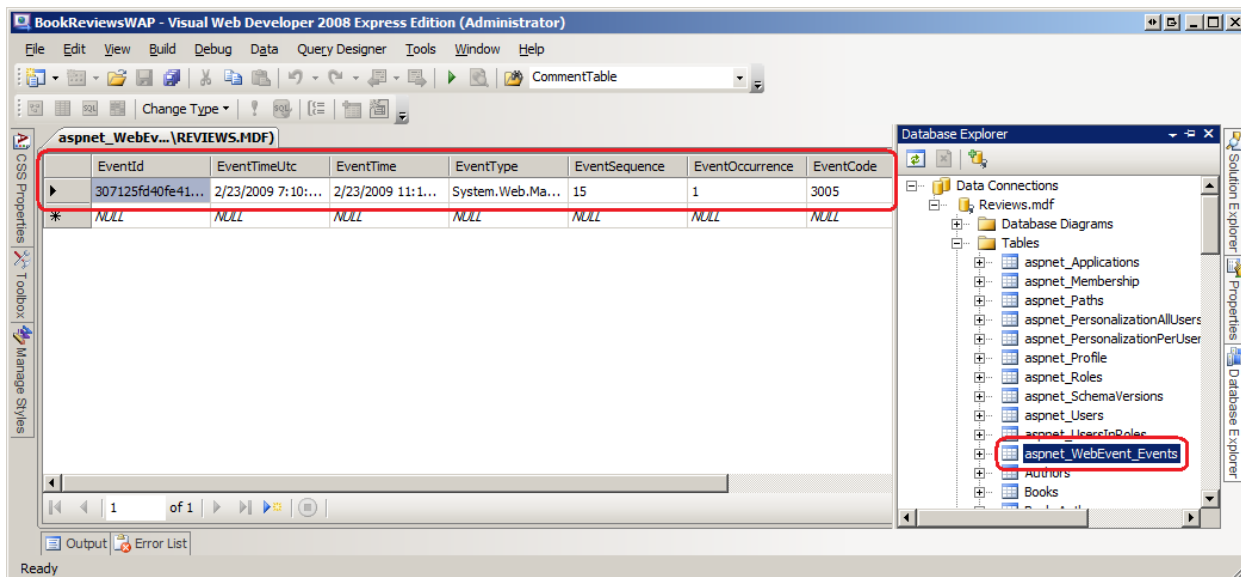 BookReviewsWAP - Visual Web Developer 2008 Express Edition (Administrator)
File Edit View Build Debug Data Query Designer Tools Window Help
CommentTable
Change Type
aspnet_WebEv...\REVIEWS.MDF)
EventId EventTimeUtc EventTime EventType EventSequence EventOccurrence EventCode
307125fd40fe41... 2/23/2009 7:10:... 2/23/2009 11:1... System.Web.Ma... 15 1 3005
NULL NULL NULL NULL NULL NULL NULL
1 of 1
CSS Properties
Toolbox
Manage Styles
Database Explorer
Data Connections
Reviews.mdf
Database Diagrams
Tables
aspnet_Applications
aspnet_Membership
aspnet_Paths
aspnet_PersonalizationAllUsers
aspnet_PersonalizationPerUser
aspnet_Profile
aspnet_Roles
aspnet_SchemaVersions
aspnet_Users
aspnet_UsersInRoles
aspnet_WebEvent_Events
Authors
Books
Solution Explorer
Properties
Database Explorer
Output Error List
Ready